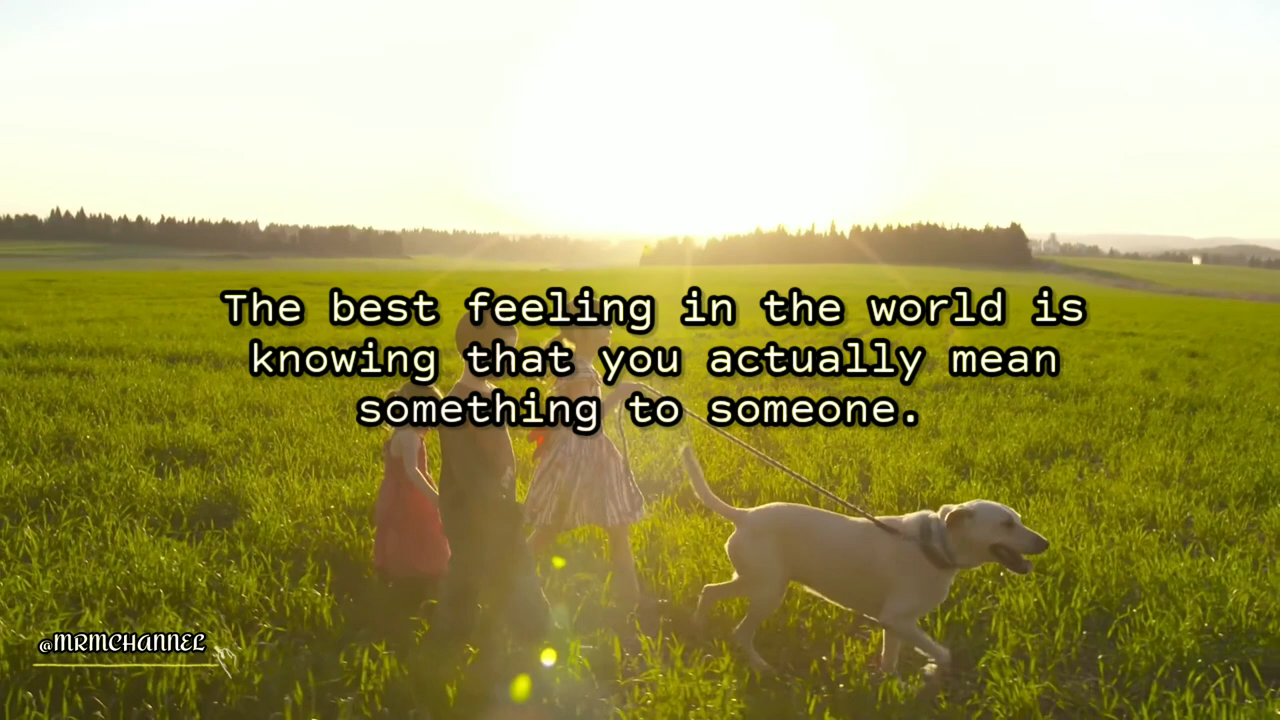 The best feeling in the world is
knowing that you actually mean
something to someone.
@MRMCHANNEL